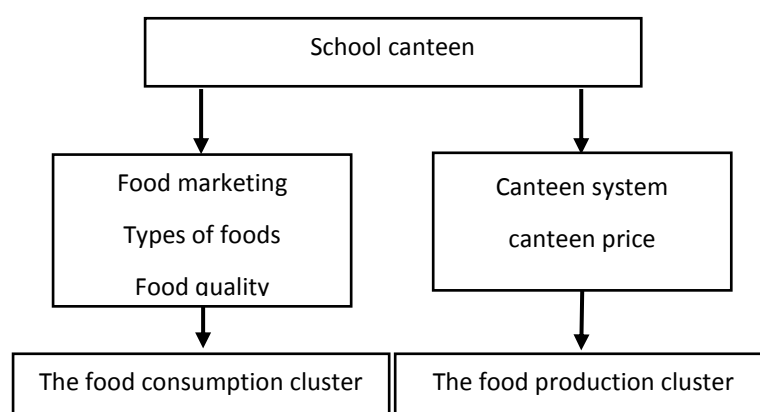 School canteen
Food marketing
Types of foods
Food quality
Canteen system
canteen price
The food consumption cluster
The food production cluster